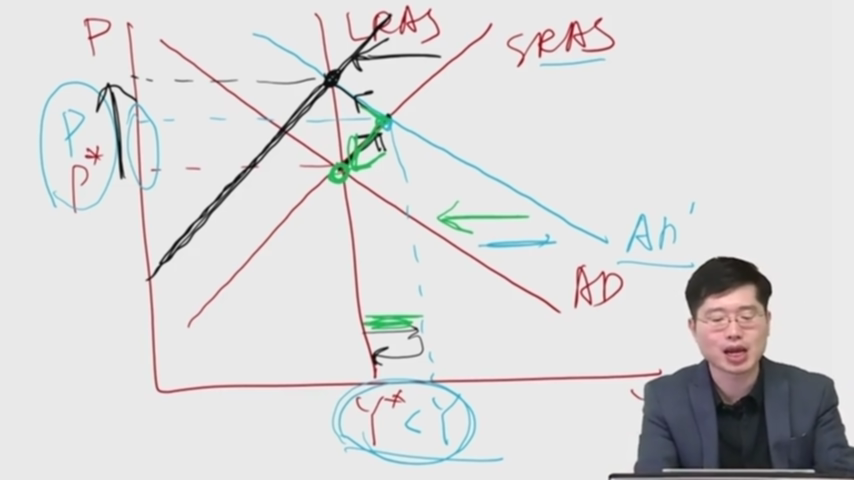 P
LRAS
SRAS
P
P*
AD'
AD
Y* < Y